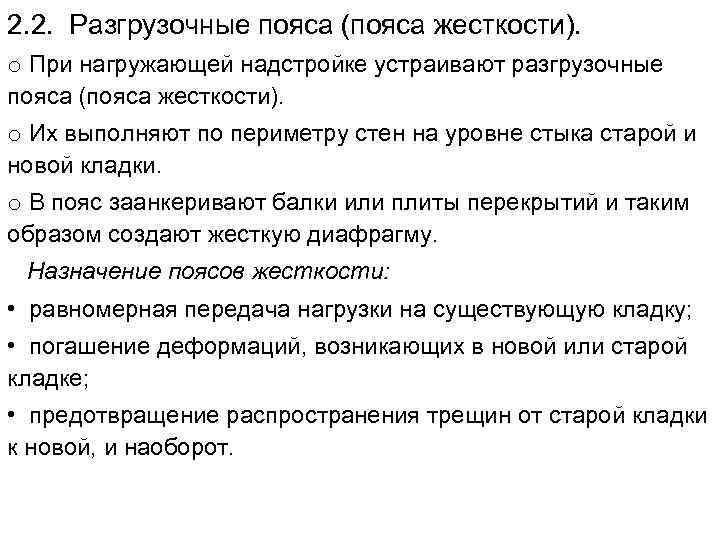 2. 2. Разгрузочные пояса (пояса жесткости).
o При нагружающей надстройке устраивают разгрузочные
пояса (пояса жесткости).
o Их выполняют по периметру стен на уровне стыка старой и
новой кладки.
o В пояс заанкеривают балки или плиты перекрытий и таким
образом создают жесткую диафрагму.
Назначение поясов жесткости:
• равномерная передача нагрузки на существующую кладку;
• погашение деформаций, возникающих в новой или старой
кладке;
• предотвращение распространения трещин от старой кладки
к новой, и наоборот.